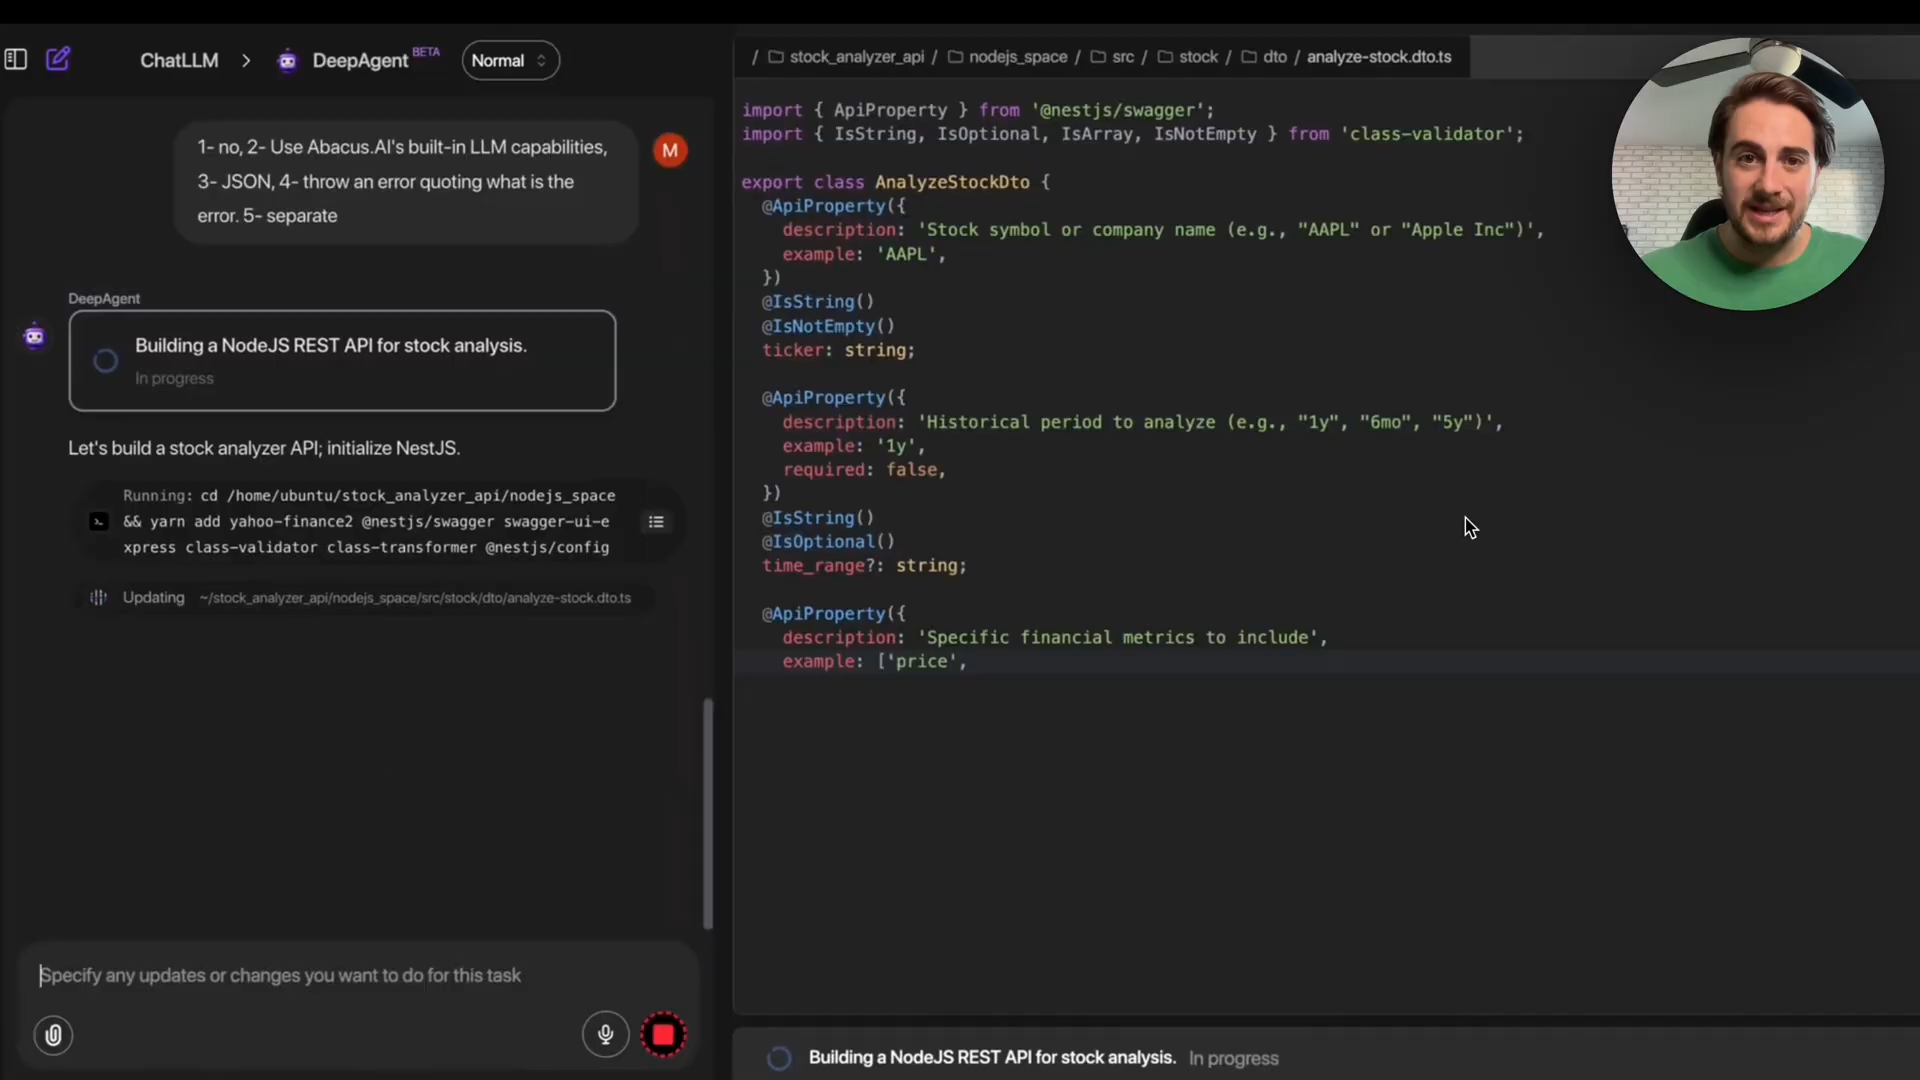 ChatLLM > DeepAgent BETA Normal
1- no, 2- Use Abacus.AI's built-in LLM capabilities,
3- JSON, 4- throw an error quoting what is the
error. 5- separate
M
DeepAgent
Building a NodeJS REST API for stock analysis.
In progress
Let's build a stock analyzer API; initialize NestJS.
Running: cd /home/ubuntu/stock_analyzer_api/nodejs_space
&& yarn add yahoo-finance2 @nestjs/swagger swagger-ui-e
xpress class-validator class-transformer @nestjs/config
Updating ~/stock_analyzer_api/nodejs_space/src/stock/dto/analyze-stock.dto.ts
Specify any updates or changes you want to do for this task
/ stock_analyzer_api / nodejs_space / src / stock / dto / analyze-stock.dto.ts
import { ApiProperty } from '@nestjs/swagger';
import { IsString, IsOptional, IsArray, IsNotEmpty } from 'class-validator';
export class AnalyzeStockDto {
@ApiProperty({
description: 'Stock symbol or company name (e.g., "AAPL" or "Apple Inc")',
example: 'AAPL',
})
@IsString()
@IsNotEmpty()
ticker: string;
@ApiProperty({
description: 'Historical period to analyze (e.g., "1y", "6mo", "5y")',
example: '1y',
required: false,
})
@IsString()
@IsOptional()
time_range?: string;
@ApiProperty({
description: 'Specific financial metrics to include',
example: ['price',
Building a NodeJS REST API for stock analysis. In progress